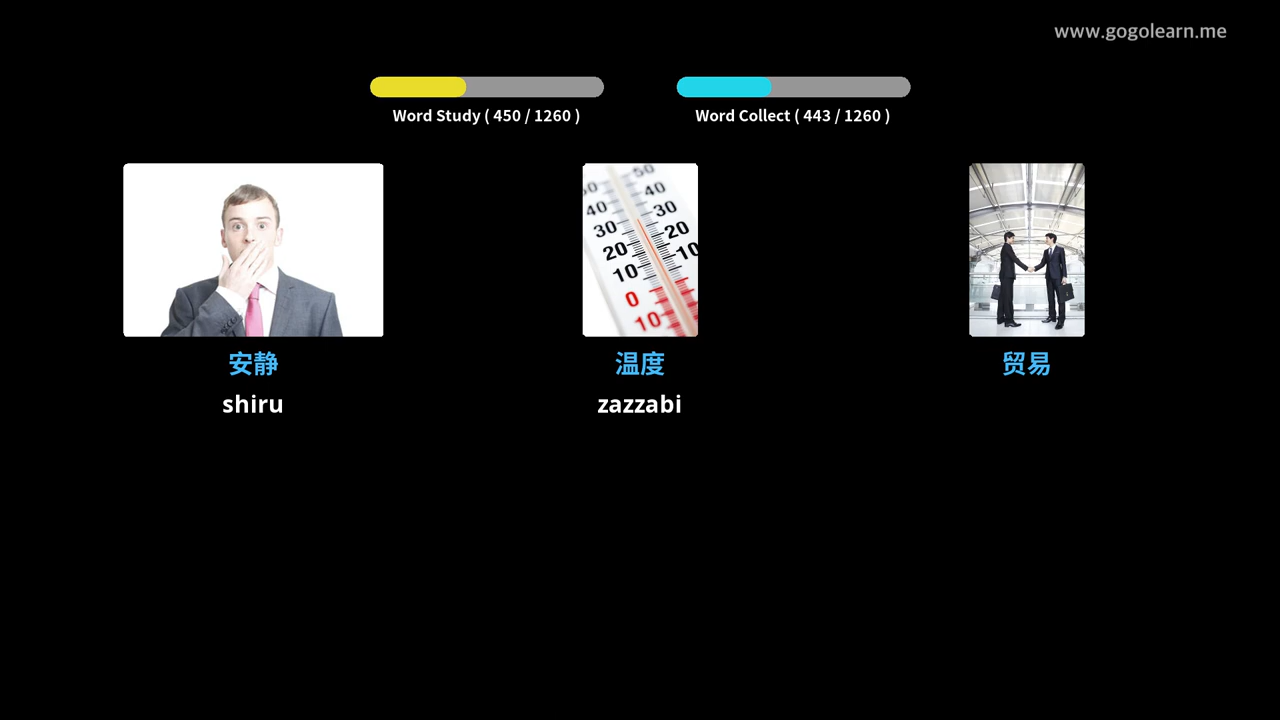 www.gogolearn.me
Word Study ( 450 / 1260 )
Word Collect ( 443 / 1260 )
50
50
40
40
30
30
20
20
10
10
0
10
安静
温度
贸易
shiru
zazzabi